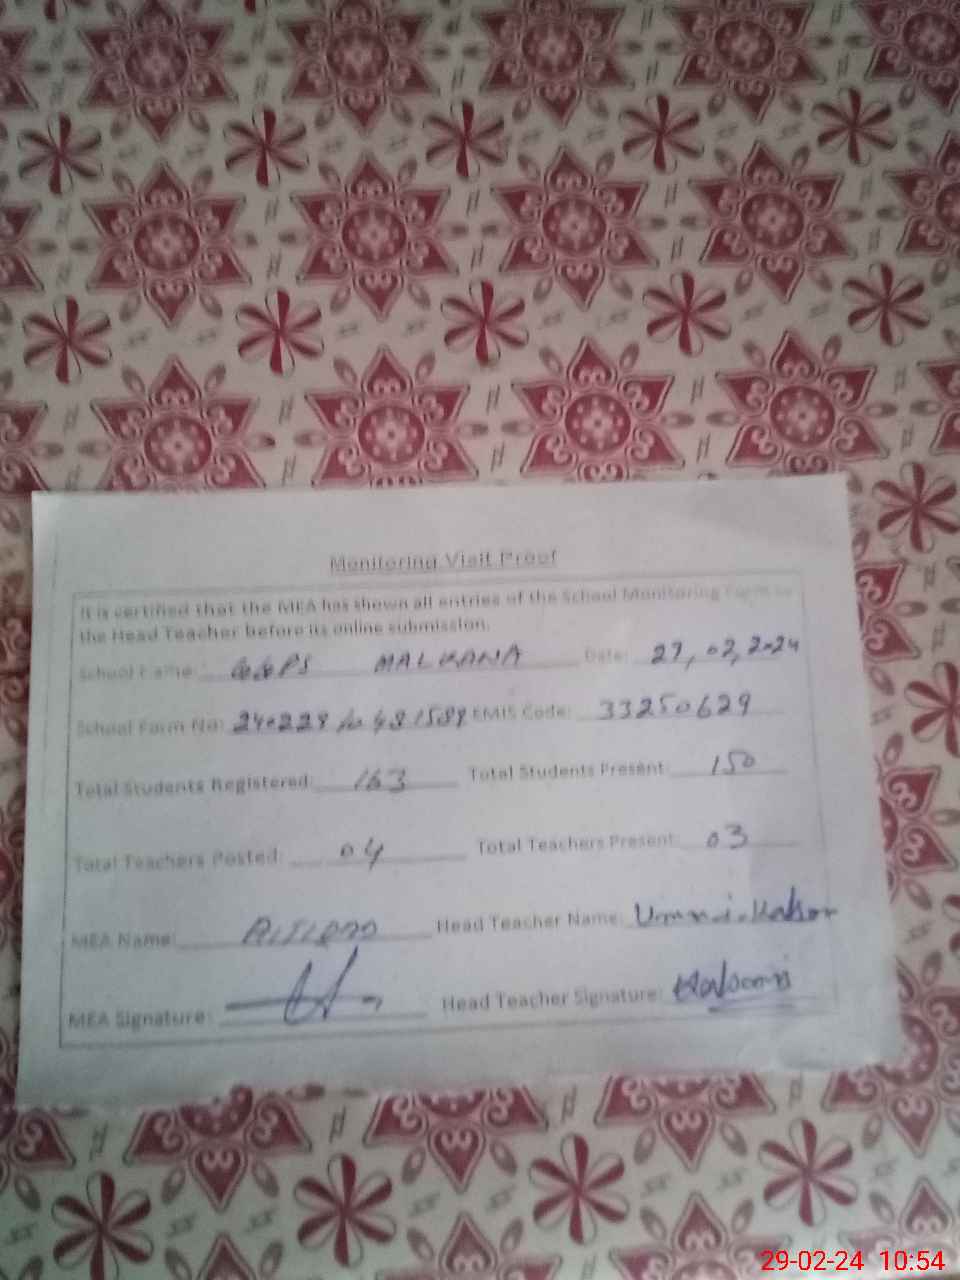 Monitoring Visit Proof
It is certified that the MEA has shown all entries of the School Monitoring Form to
the Head Teacher before its online submission.
School Name: GGPS MALKANA Date: 27, 02, 2024
School Form No: EMIS Code: 33250629
Total Students Registered: 163 Total Students Present: 150
Total Teachers Posted: 04 Total Teachers Present: 03
MEA Name: Head Teacher Name:
MEA Signature: Head Teacher Signature:
29-02-24 10:54